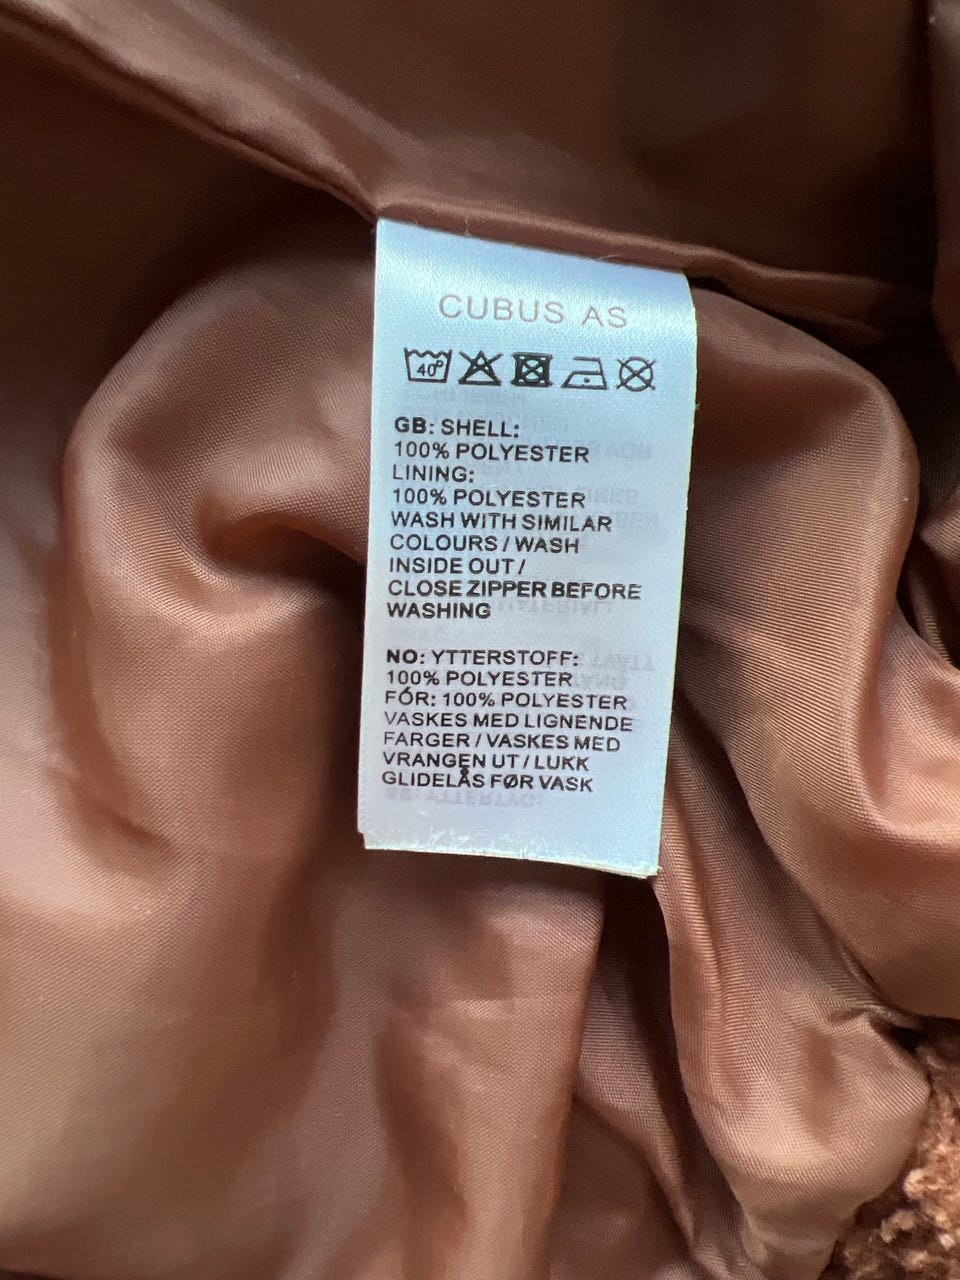 CUBUS AS
40°
GB: SHELL:
100% POLYESTER
LINING:
100% POLYESTER
WASH WITH SIMILAR
COLOURS / WASH
INSIDE OUT /
CLOSE ZIPPER BEFORE
WASHING
NO: YTTERSTOFF:
100% POLYESTER
FÓR: 100% POLYESTER
VASKES MED LIGNENDE
FARGER / VASKES MED
VRANGEN UT / LUKK
GLIDELÅS FØR VASK